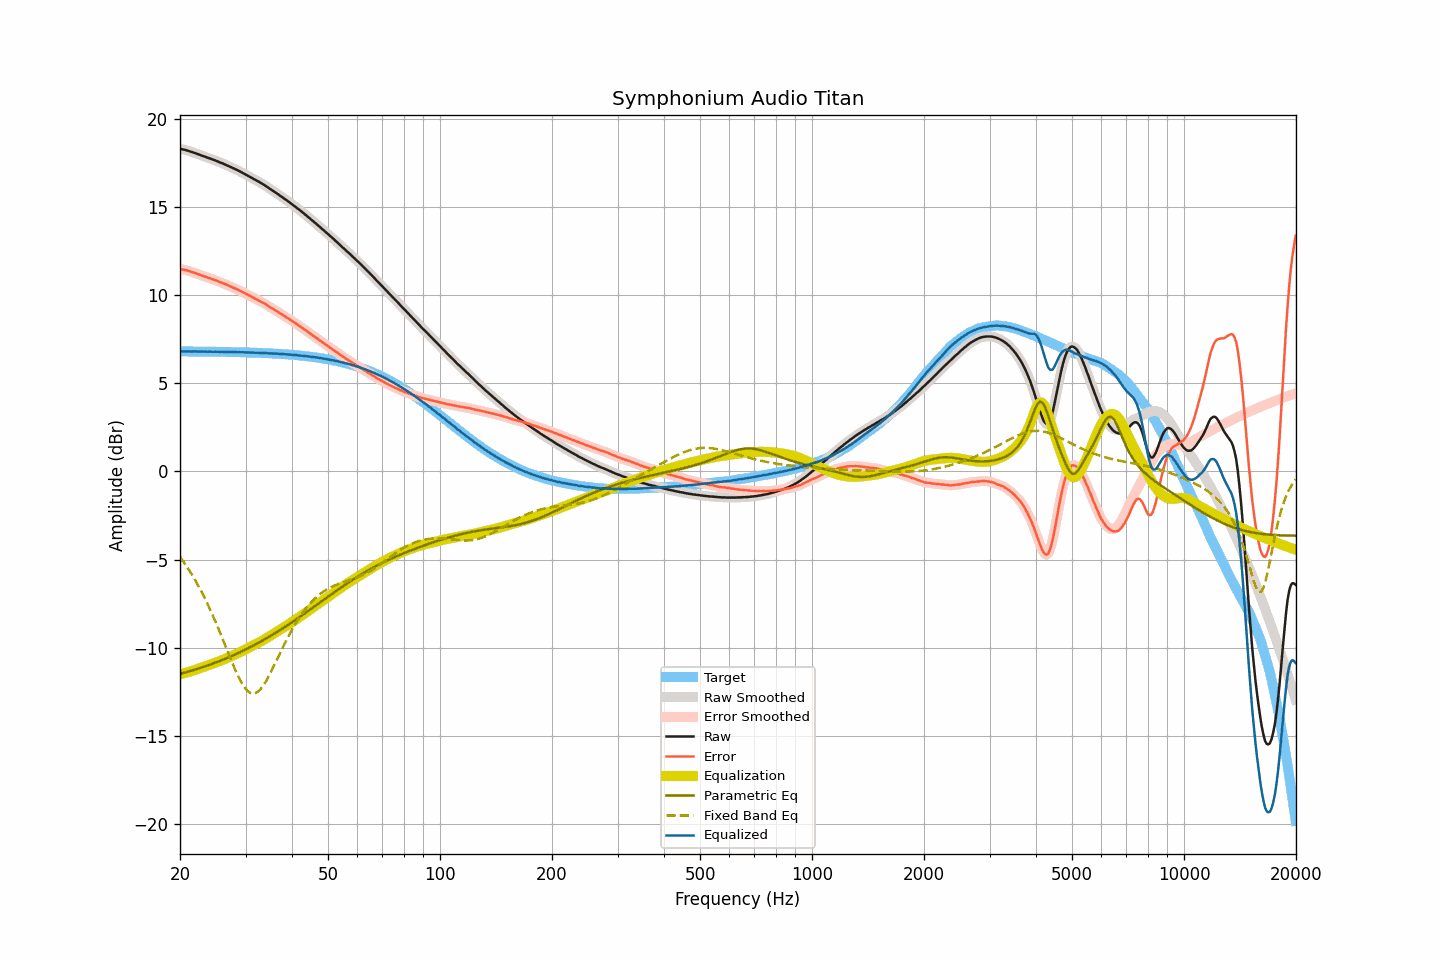 Symphonium Audio Titan
20
15
10
5
0
−5
−10
−15
−20
Amplitude (dBr)
Target
Raw Smoothed
Error Smoothed
Raw
Error
Equalization
Parametric Eq
Fixed Band Eq
Equalized
20 50 100 200 500 1000 2000 5000 10000 20000
Frequency (Hz)